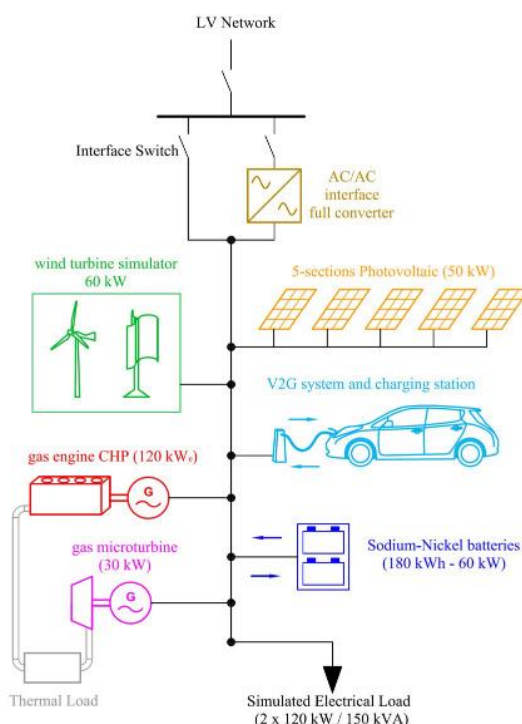 LV Network
Interface Switch
AC/AC
interface
full converter
wind turbine simulator
60 kW
5-sections Photovoltaic (50 kW)
V2G system and charging station
gas engine CHP (120 kWe)
G
gas microturbine
(30 kW)
G
Sodium-Nickel batteries
(180 kWh - 60 kW)
Thermal Load
Simulated Electrical Load
(2 x 120 kW / 150 kVA)